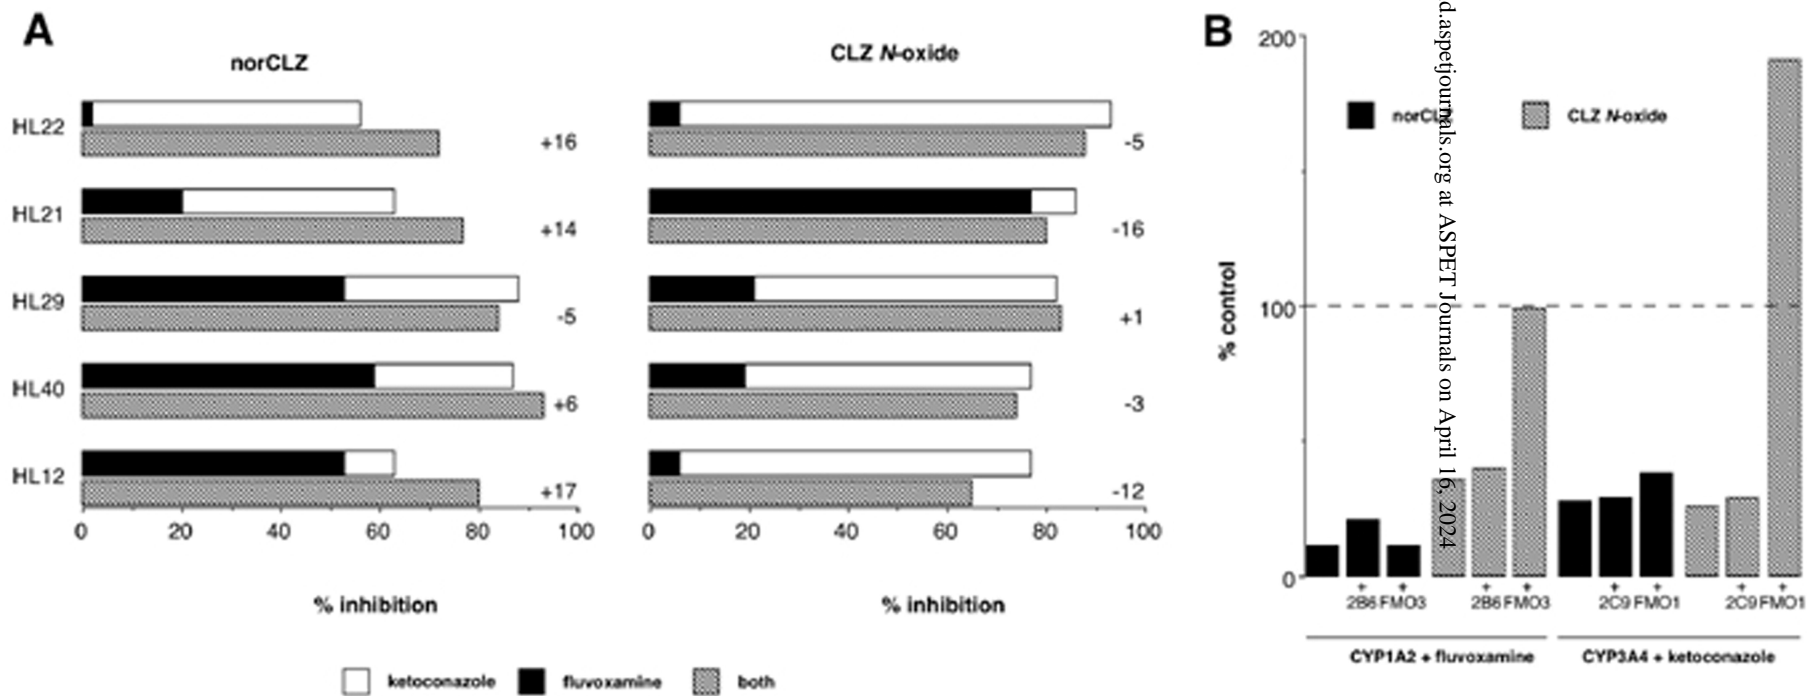 A
norCLZ
CLZ N-oxide
HL22
+16
-5
HL21
+14
-16
HL29
-5
+1
HL40
+6
-3
HL12
+17
-12
0 20 40 60 80 100
0 20 40 60 80 100
% inhibition
% inhibition
ketoconazole fluvoxamine both
B
200
100
0
% control
norCLZ CLZ N-oxide
+ + + + + + + +
2B6 FMO3 2B6 FMO3 2C9 FMO1 2C9 FMO1
CYP1A2 + fluvoxamine CYP3A4 + ketoconazole
d.aspetjournals.org at ASPET Journals on April 16, 2024